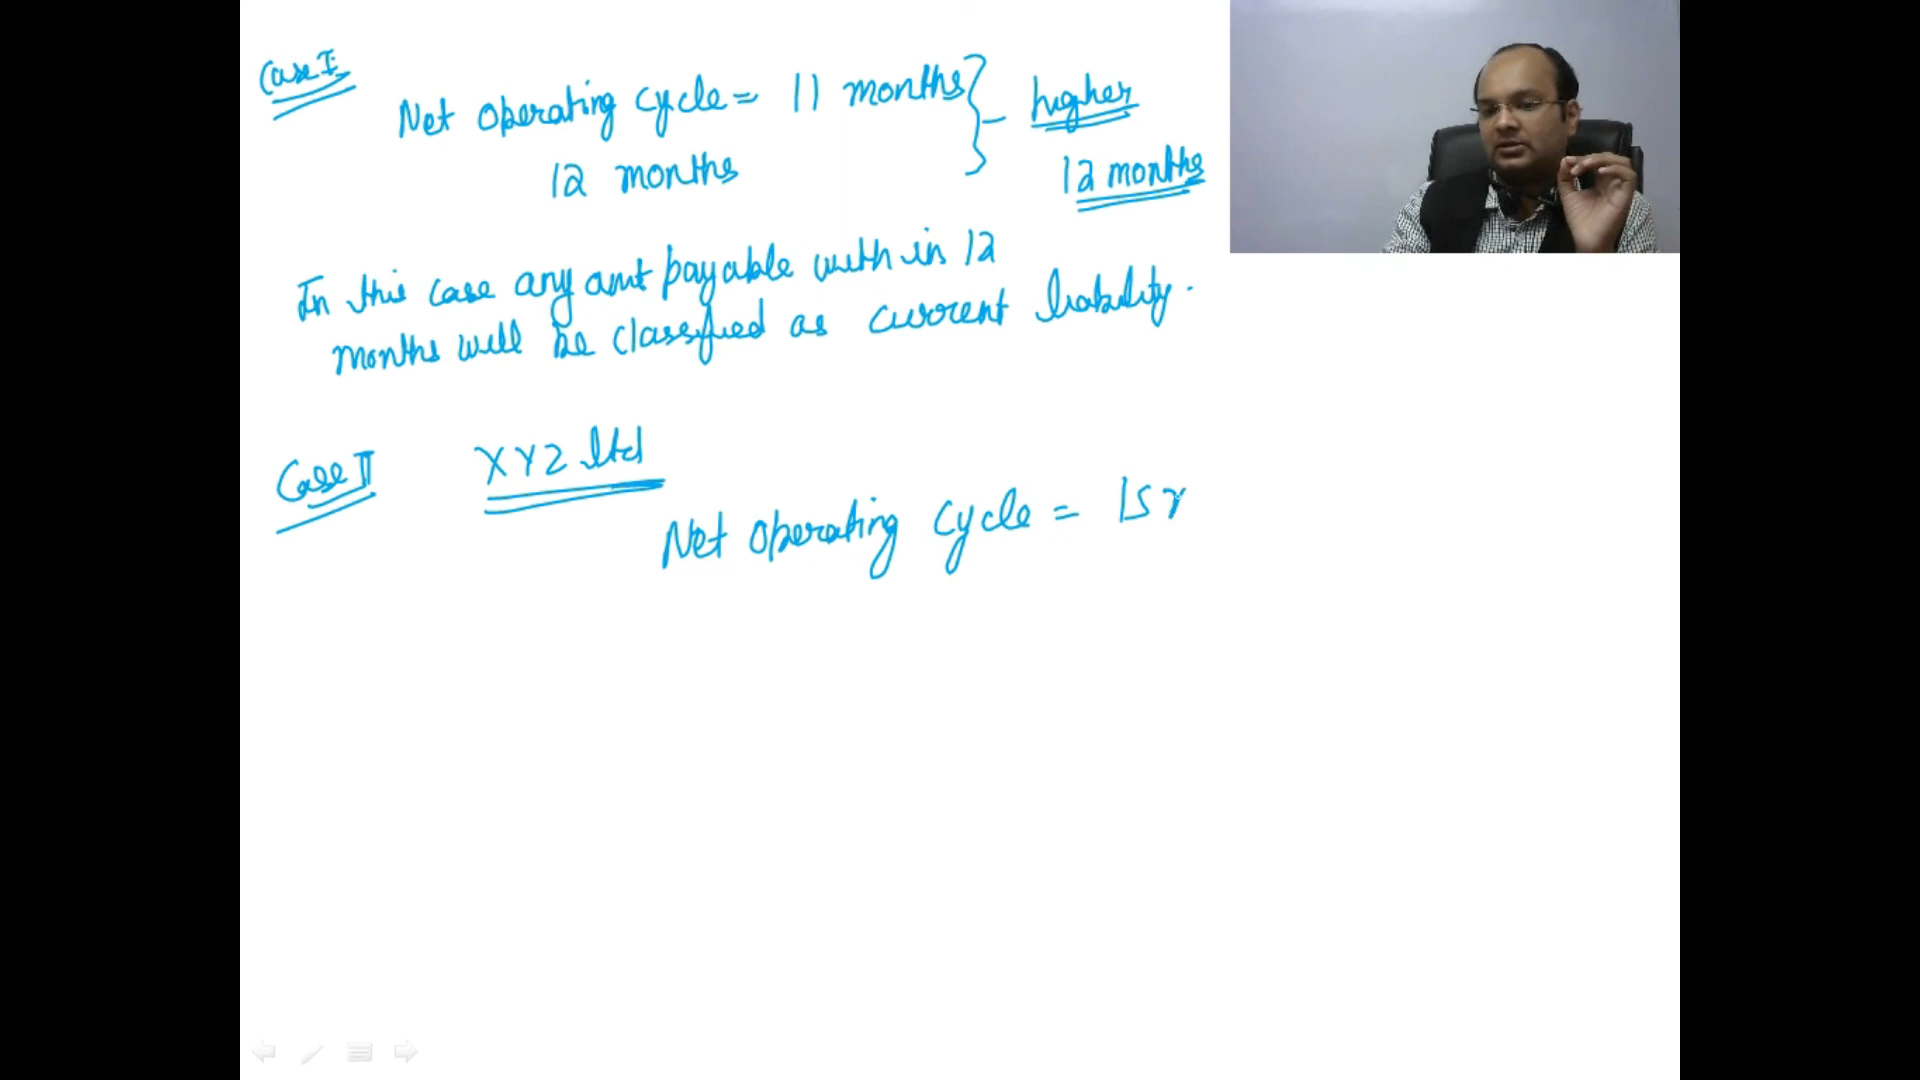 Case I:
Net operating cycle = 11 months } - higher
12 months 12 months
In this case any amt payable with in 12
months will be classified as current liability.
Case II XYZ ltd
Net operating cycle = 15